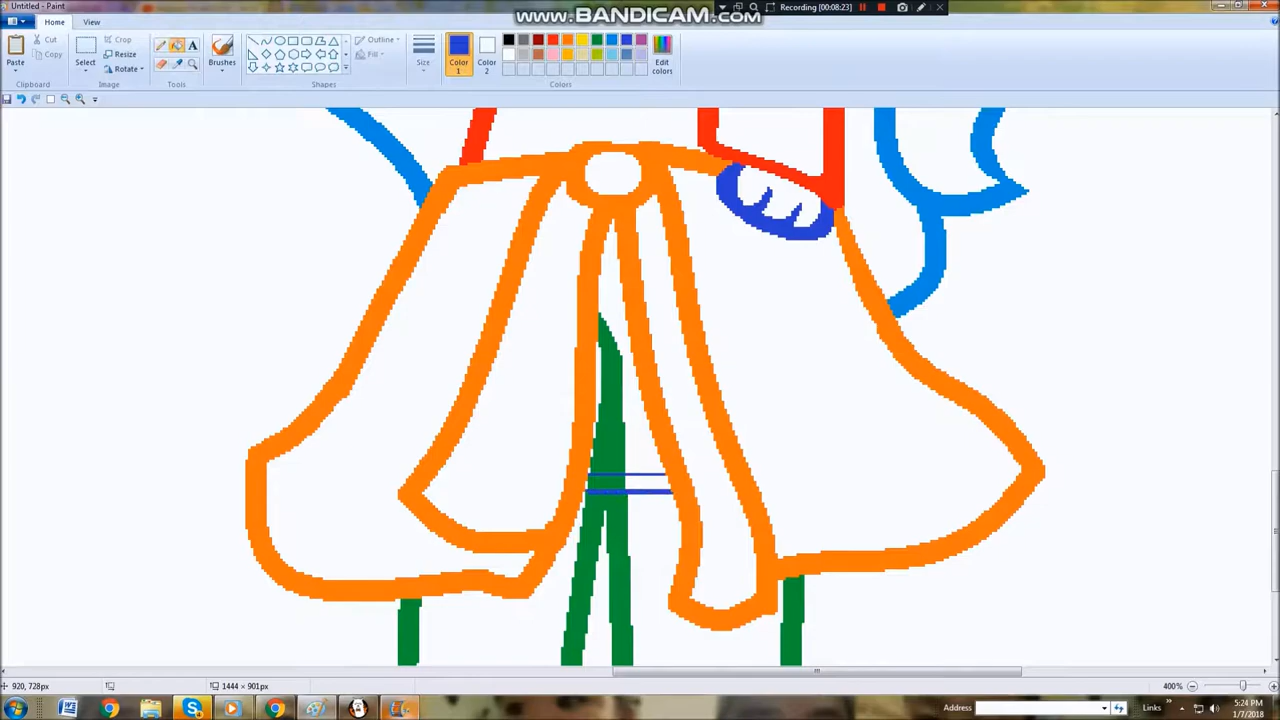 Untitled - Paint
www.BANDICAM.com
Recording [00:08:23]
Home
View
Paste
Cut
Copy
Clipboard
Select
Crop
Resize
Rotate
Image
A
Tools
Brushes
Outline
Fill
Shapes
Size
Color 1
Color 2
Edit colors
Colors
920, 728px
1444 × 901px
400%
Address
Links
5:24 PM
1/7/2018